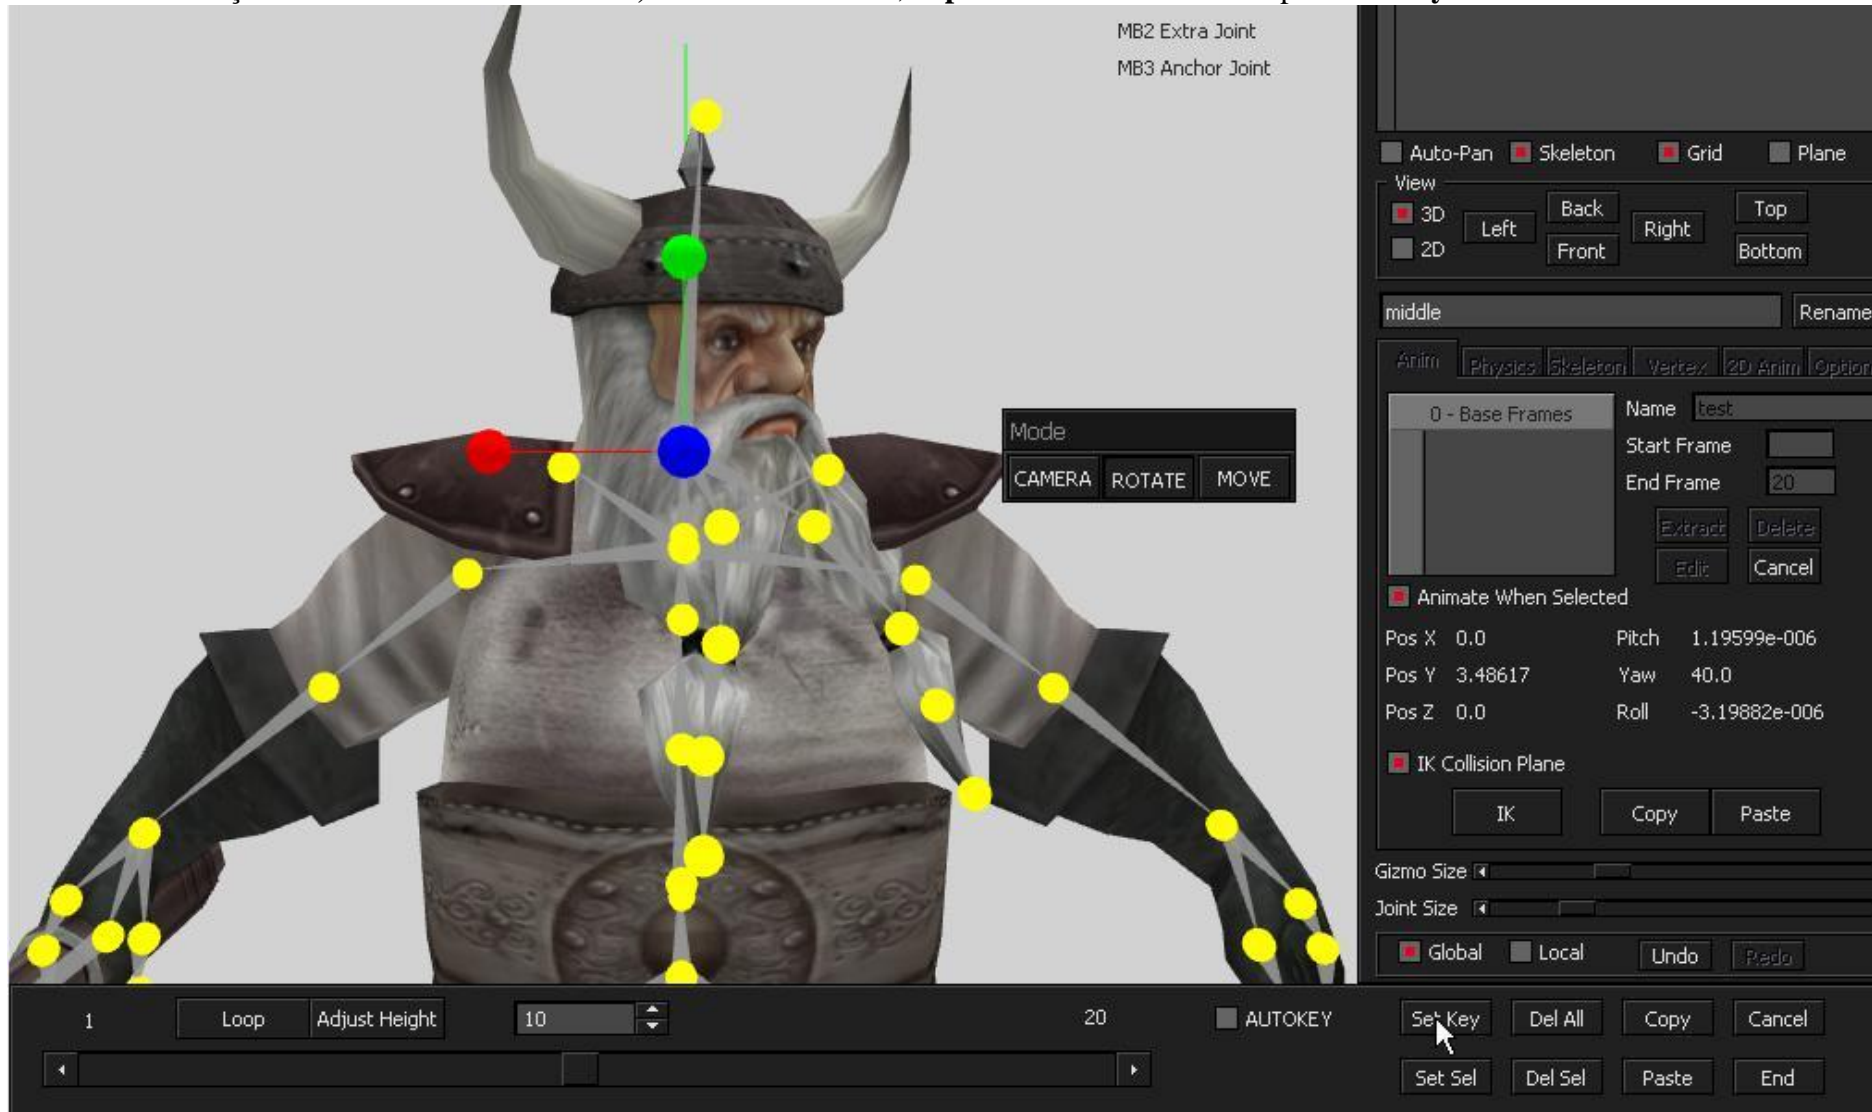 MB2 Extra Joint
MB3 Anchor Joint
Auto-Pan Skeleton Grid Plane
View
3D
2D
Left
Back
Front
Right
Top
Bottom
middle
Rename
Anim Physics Skeleton Vertex 2D Anim Option
0 - Base Frames
Name test
Start Frame
End Frame 20
Extract Delete
Edit Cancel
Mode
CAMERA ROTATE MOVE
Animate When Selected
Pos X 0.0 Pitch 1.19599e-006
Pos Y 3.48617 Yaw 40.0
Pos Z 0.0 Roll -3.19882e-006
IK Collision Plane
IK Copy Paste
Gizmo Size
Joint Size
Global Local Undo Redo
1 Loop Adjust Height 10 20 AUTOKEY Set Key Del All Copy Cancel
Set Sel Del Sel Paste End